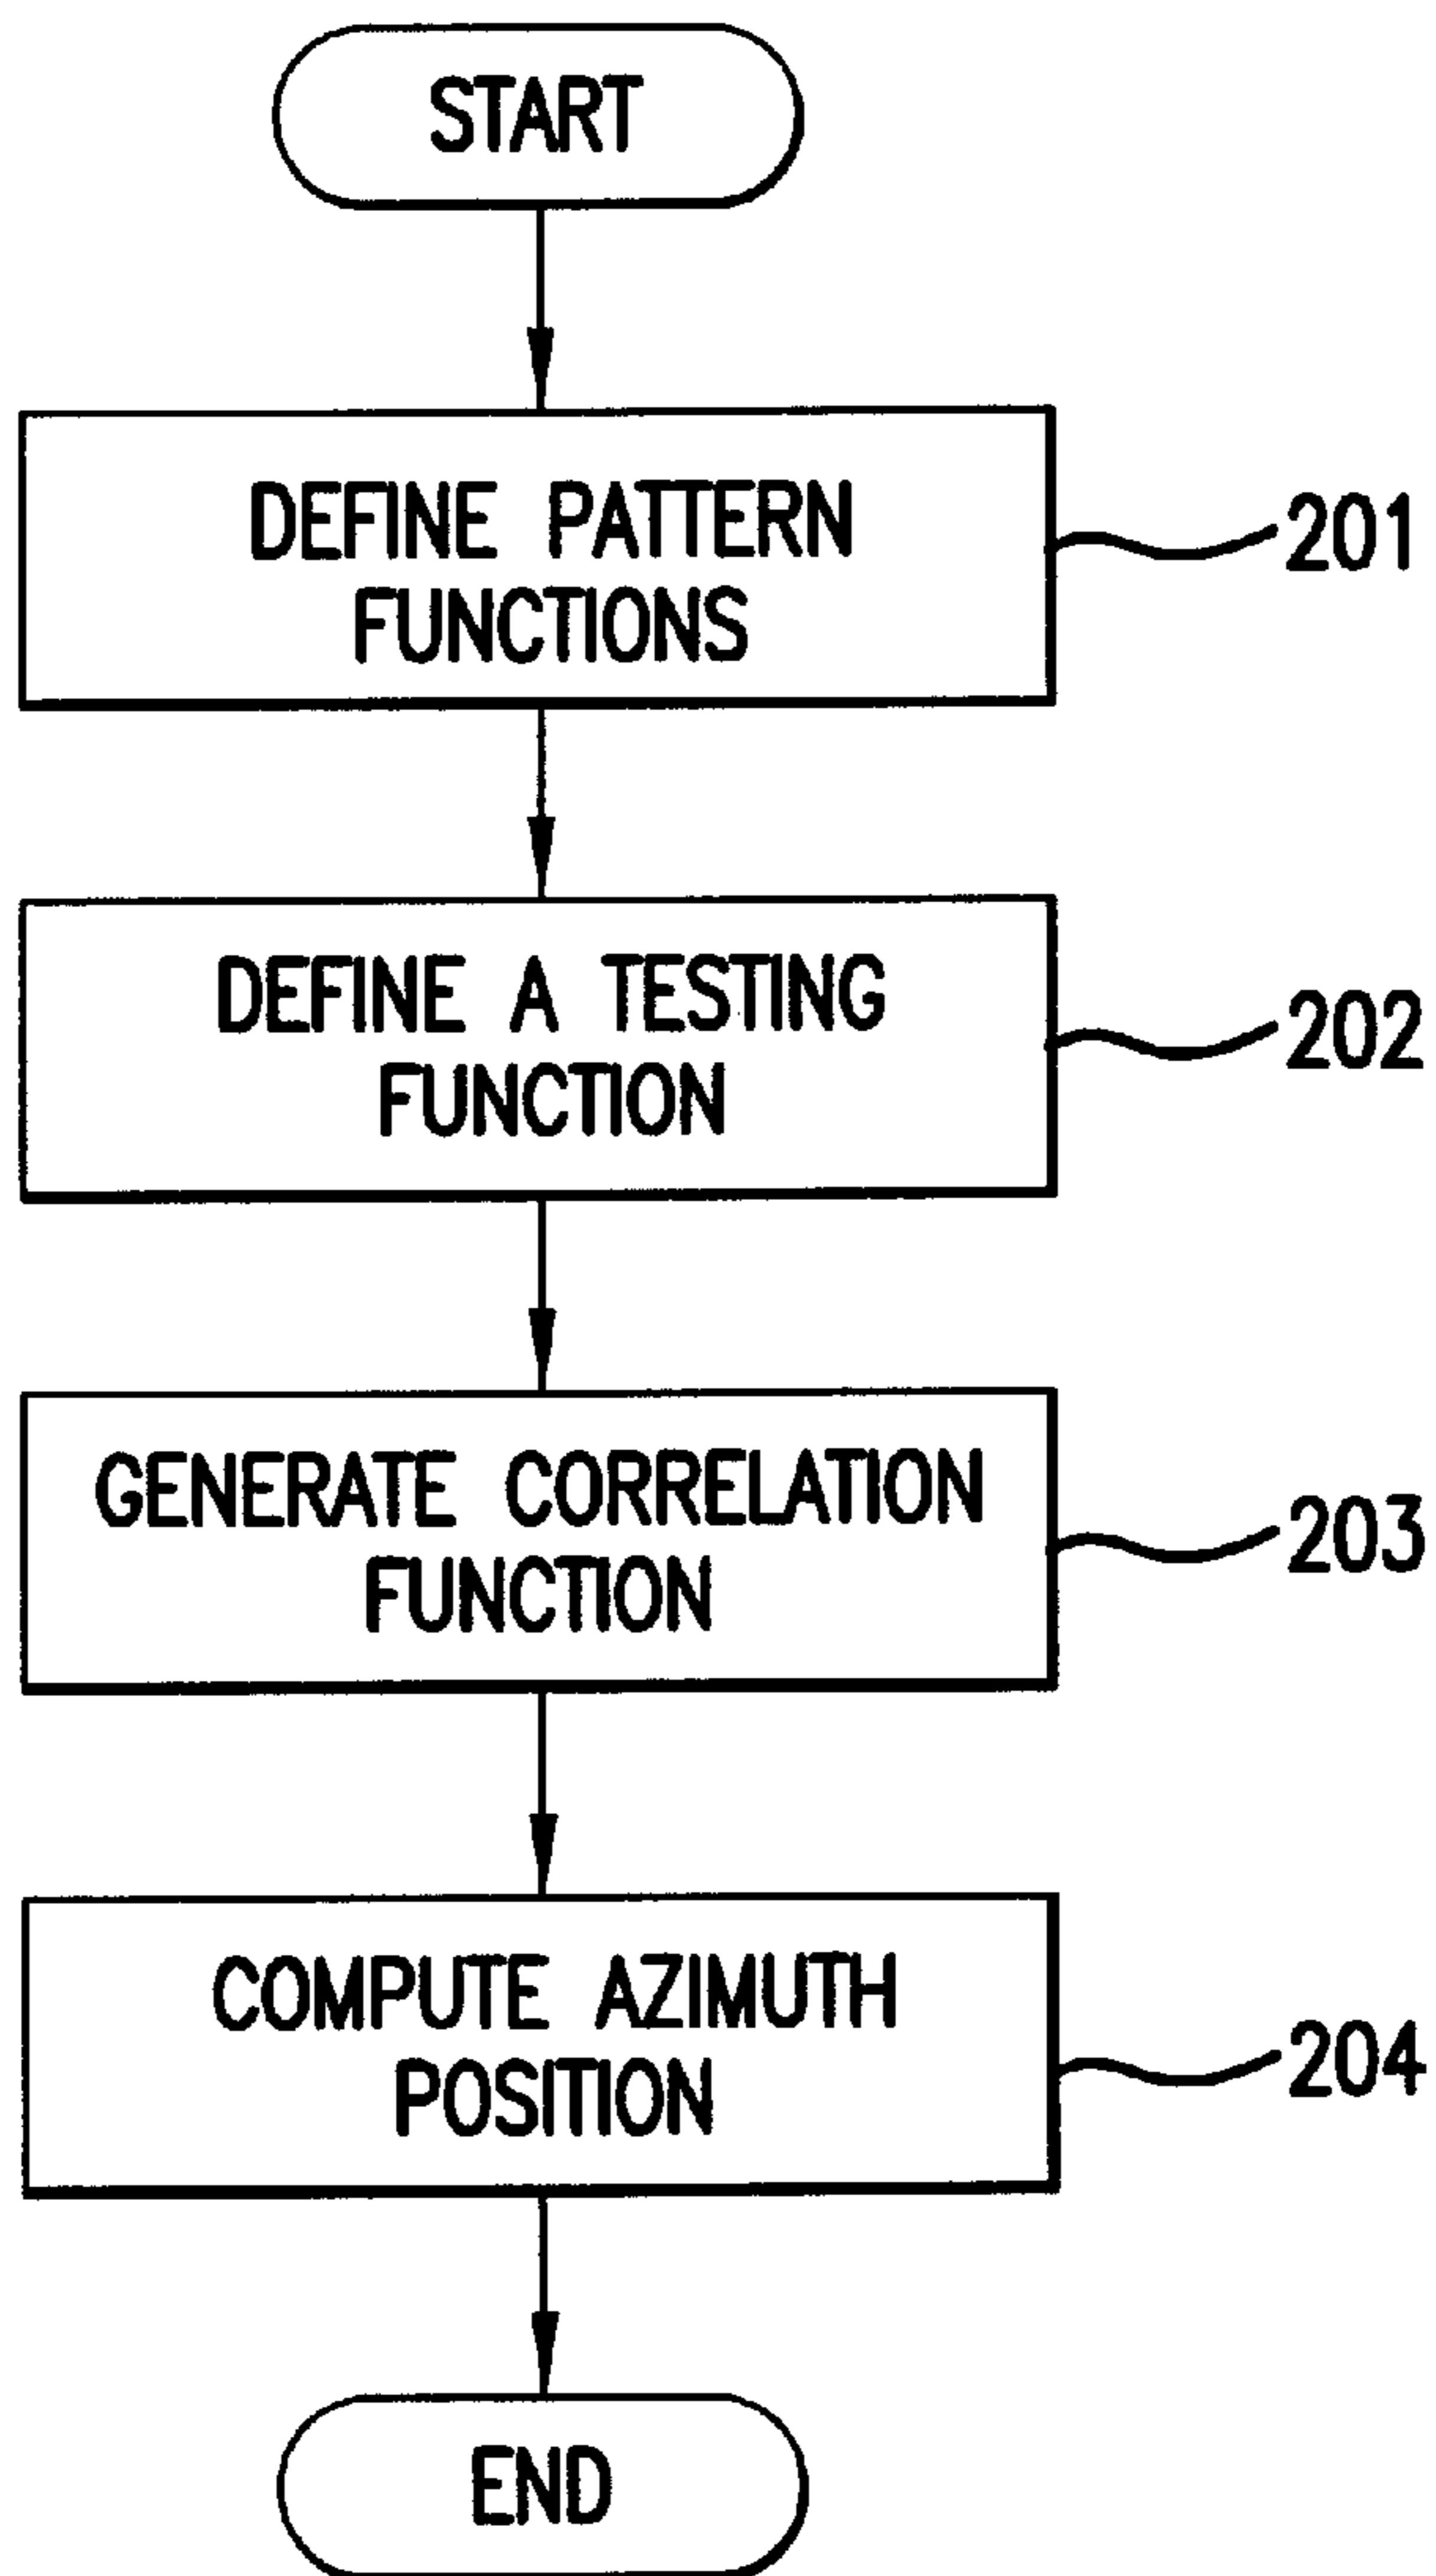 START
DEFINE PATTERN
FUNCTIONS
201
DEFINE A TESTING
FUNCTION
202
GENERATE CORRELATION
FUNCTION
203
COMPUTE AZIMUTH
POSITION
204
END